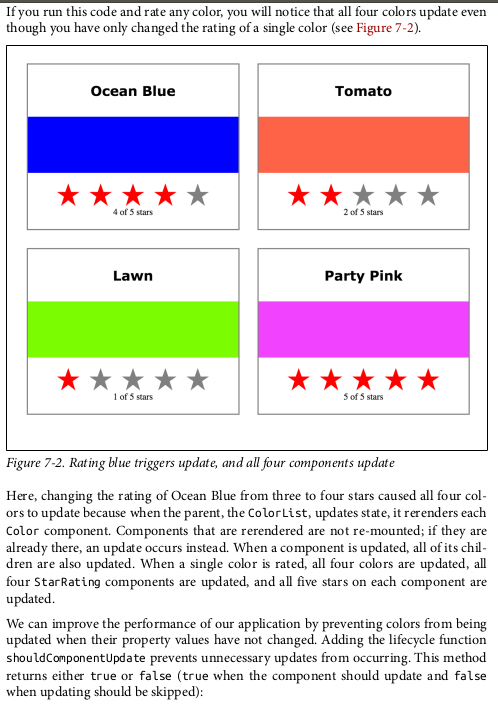 If you run this code and rate any color, you will notice that all four colors update even
though you have only changed the rating of a single color (see Figure 7-2).
Ocean Blue
Tomato
4 of 5 stars
2 of 5 stars
Lawn
Party Pink
1 of 5 stars
5 of 5 stars
Figure 7-2. Rating blue triggers update, and all four components update
Here, changing the rating of Ocean Blue from three to four stars caused all four col-
ors to update because when the parent, the ColorList, updates state, it rerenders each
Color component. Components that are rerendered are not re-mounted; if they are
already there, an update occurs instead. When a component is updated, all of its chil-
dren are also updated. When a single color is rated, all four colors are updated, all
four StarRating components are updated, and all five stars on each component are
updated.
We can improve the performance of our application by preventing colors from being
updated when their property values have not changed. Adding the lifecycle function
shouldComponentUpdate prevents unnecessary updates from occurring. This method
returns either true or false (true when the component should update and false
when updating should be skipped):